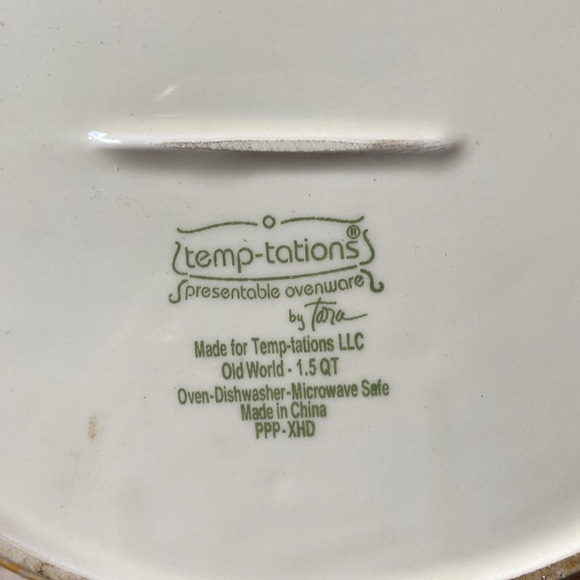 temp-tations®
presentable ovenware
by Tara
Made for Temp-tations LLC
Old World - 1.5 QT
Oven-Dishwasher-Microwave Safe
Made in China
PPP-XHD